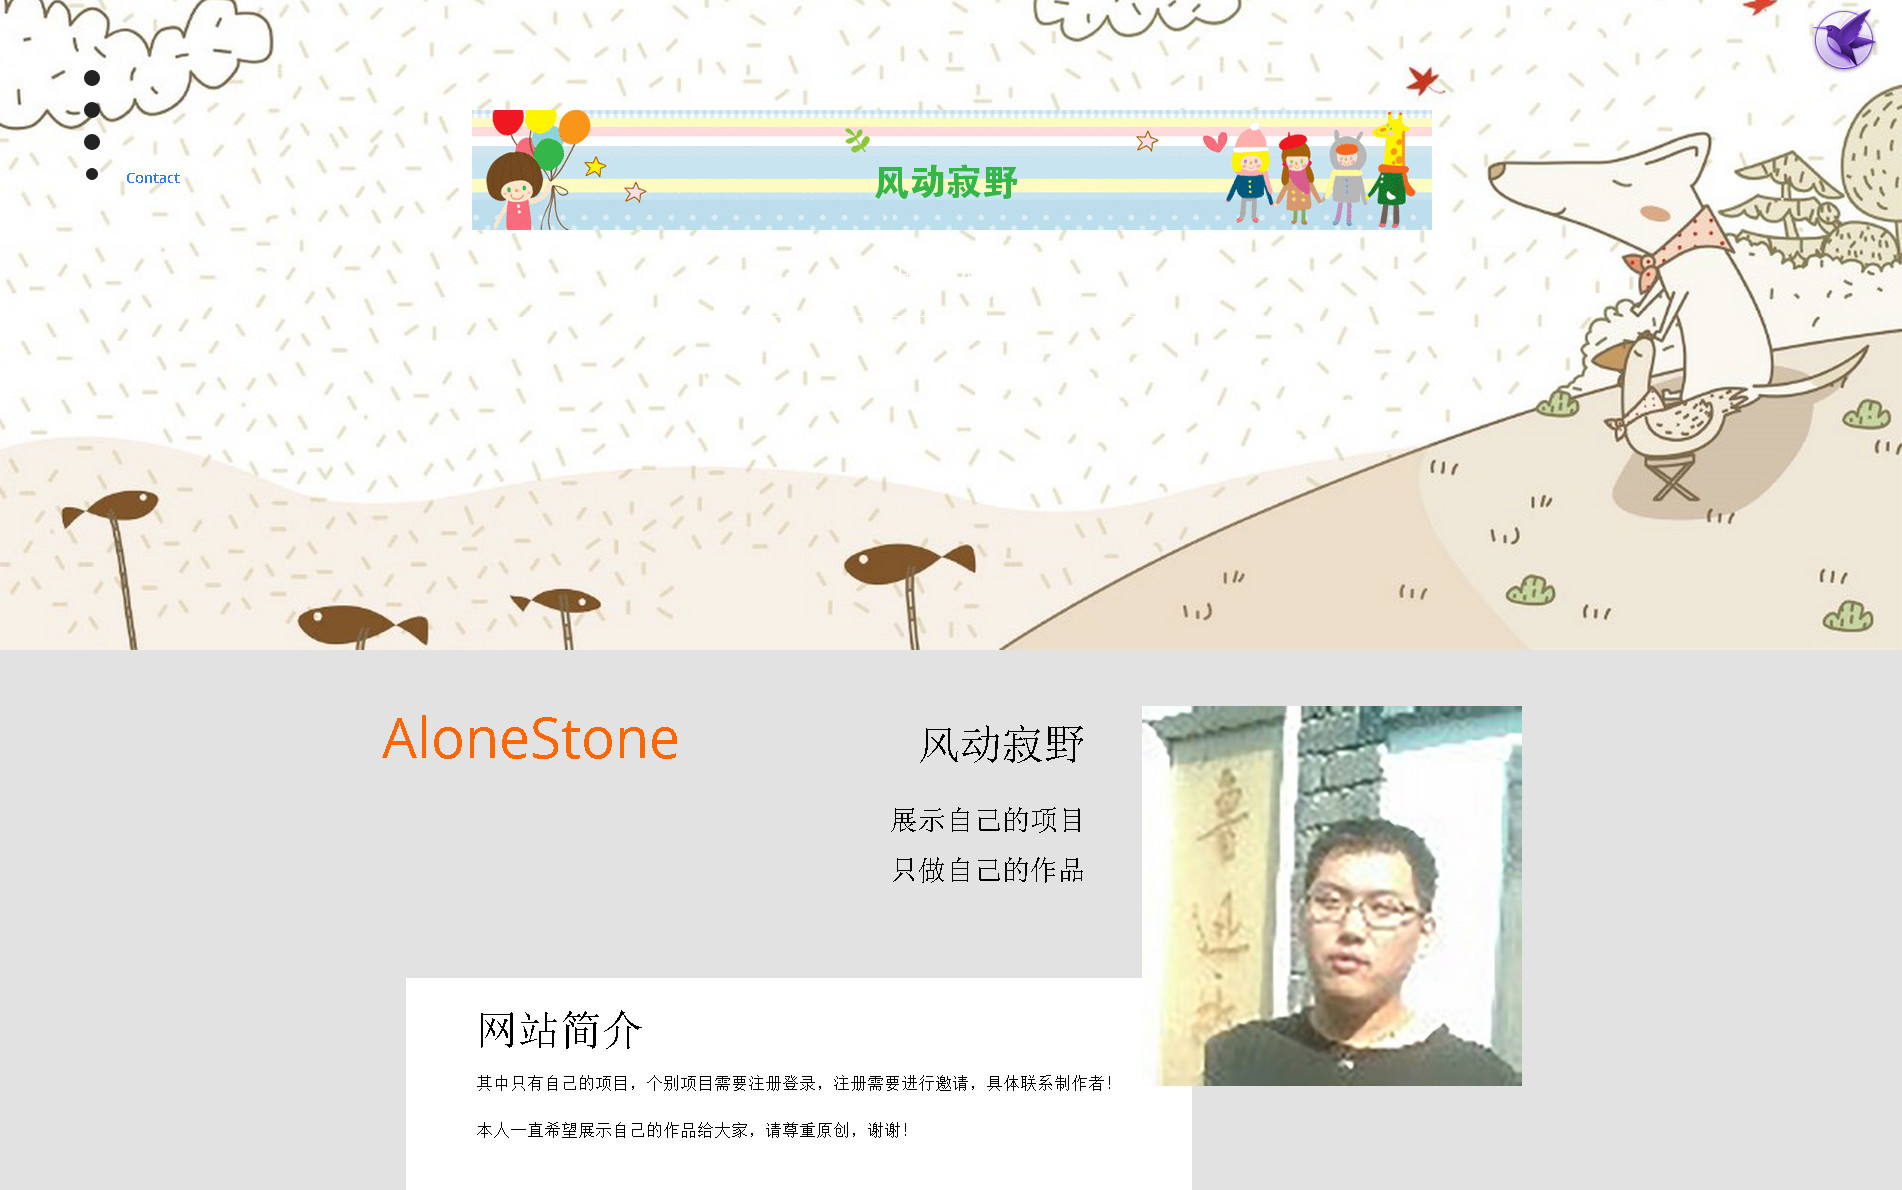 Contact
风动寂野
AloneStone
风动寂野
展示自己的项目
只做自己的作品
网站简介
其中只有自己的项目，个别项目需要注册登录，注册需要进行邀请，具体联系制作者！
本人一直希望展示自己的作品给大家，请尊重原创，谢谢！